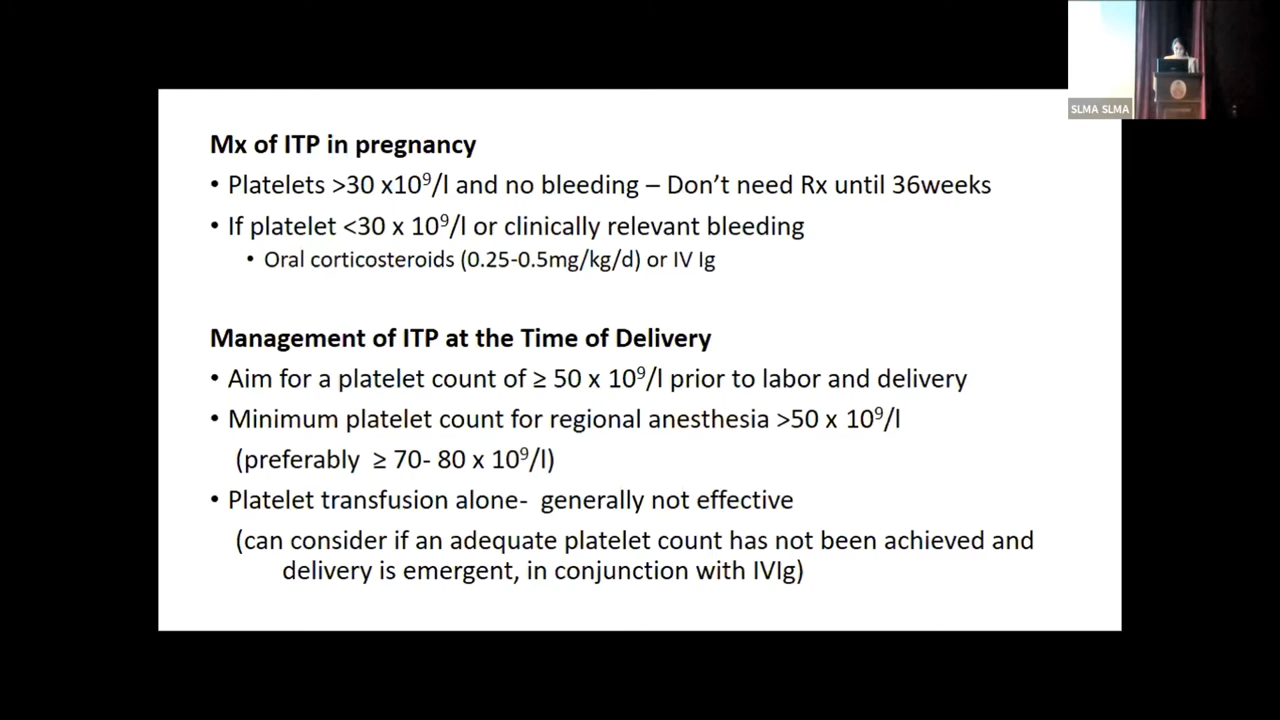 SLMA SLMA
Mx of ITP in pregnancy
• Platelets >30 x10⁹/l and no bleeding – Don't need Rx until 36weeks
• If platelet <30 x 10⁹/l or clinically relevant bleeding
• Oral corticosteroids (0.25-0.5mg/kg/d) or IV Ig
Management of ITP at the Time of Delivery
• Aim for a platelet count of ≥ 50 x 10⁹/l prior to labor and delivery
• Minimum platelet count for regional anesthesia >50 x 10⁹/l
(preferably ≥ 70- 80 x 10⁹/l)
• Platelet transfusion alone- generally not effective
(can consider if an adequate platelet count has not been achieved and
delivery is emergent, in conjunction with IVIg)